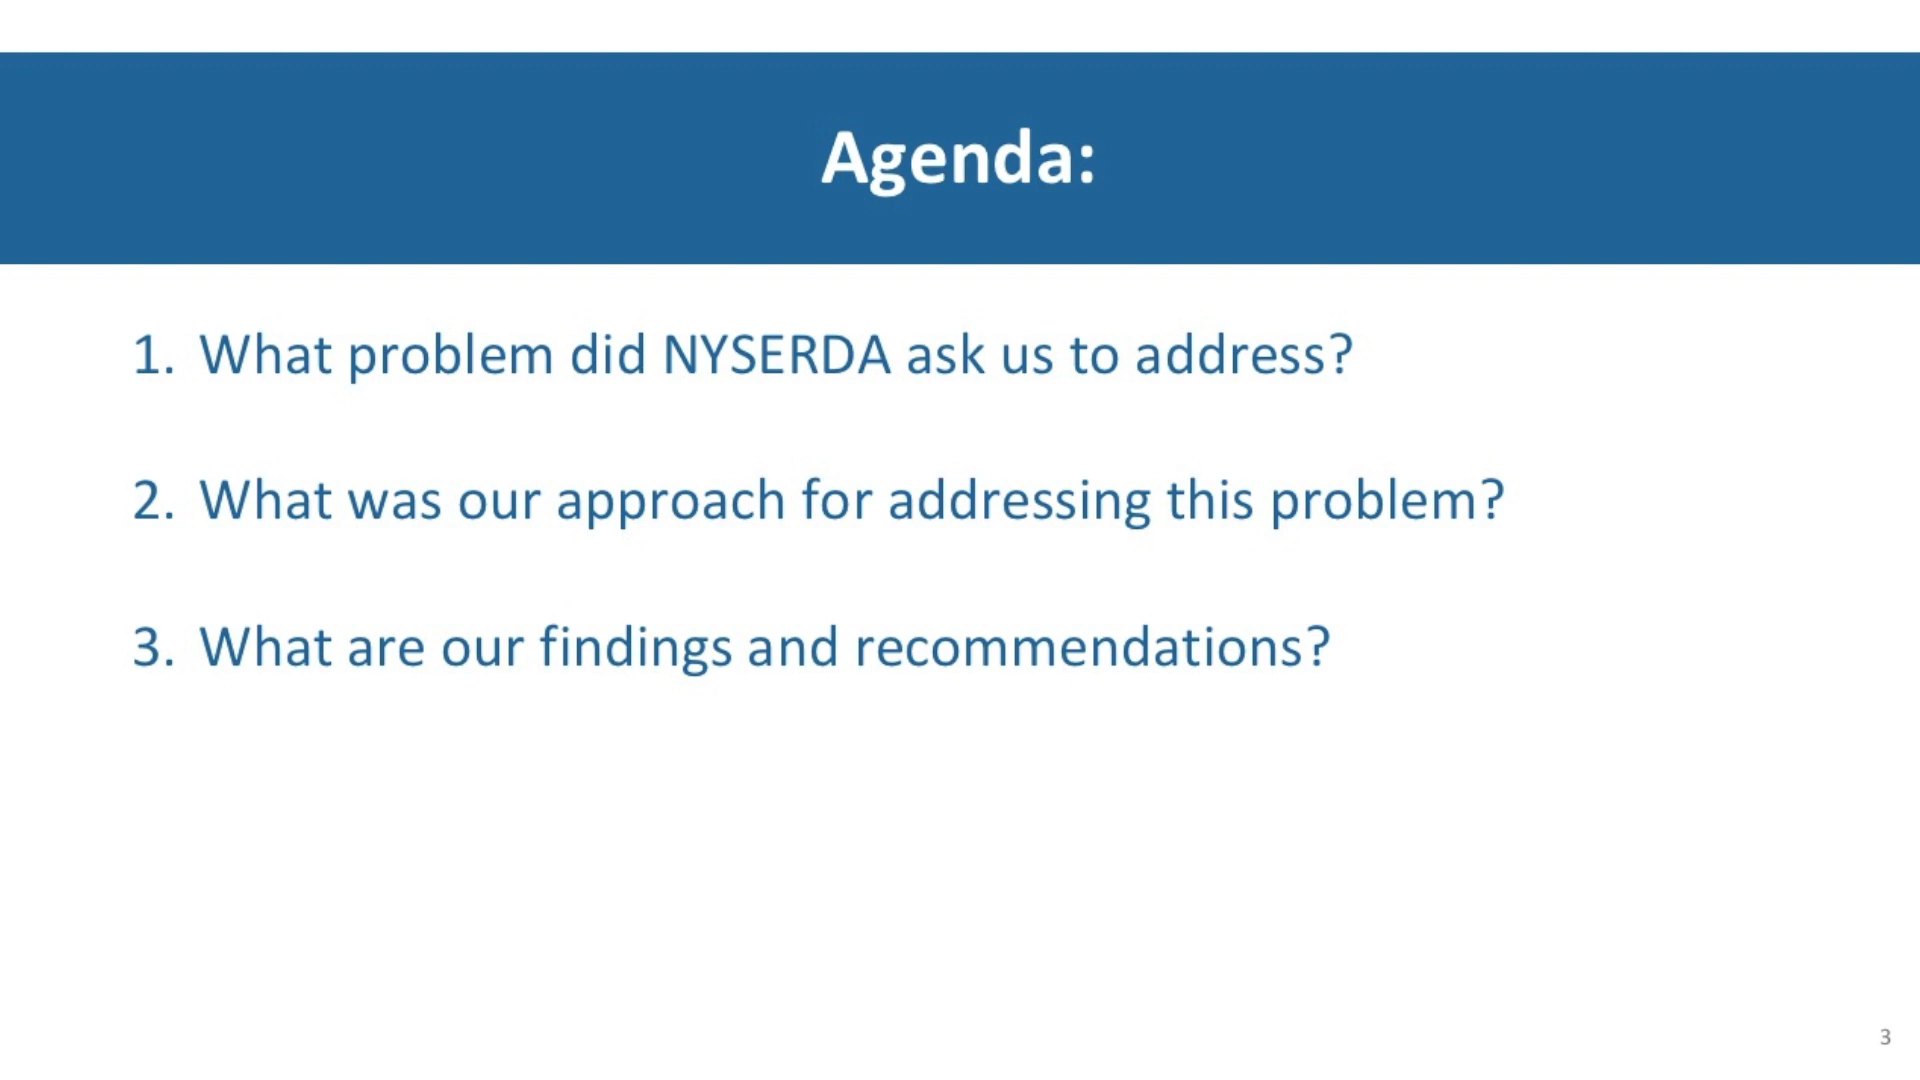 Agenda:
1. What problem did NYSERDA ask us to address?
2. What was our approach for addressing this problem?
3. What are our findings and recommendations?
3